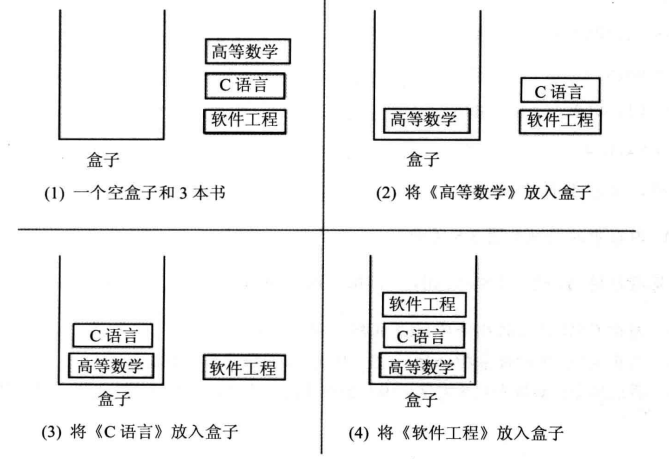 高等数学
C 语言
软件工程
盒子
(1) 一个空盒子和 3 本书
C 语言
高等数学
软件工程
盒子
(2) 将《高等数学》放入盒子
C 语言
高等数学
软件工程
盒子
(3) 将《C 语言》放入盒子
软件工程
C 语言
高等数学
盒子
(4) 将《软件工程》放入盒子